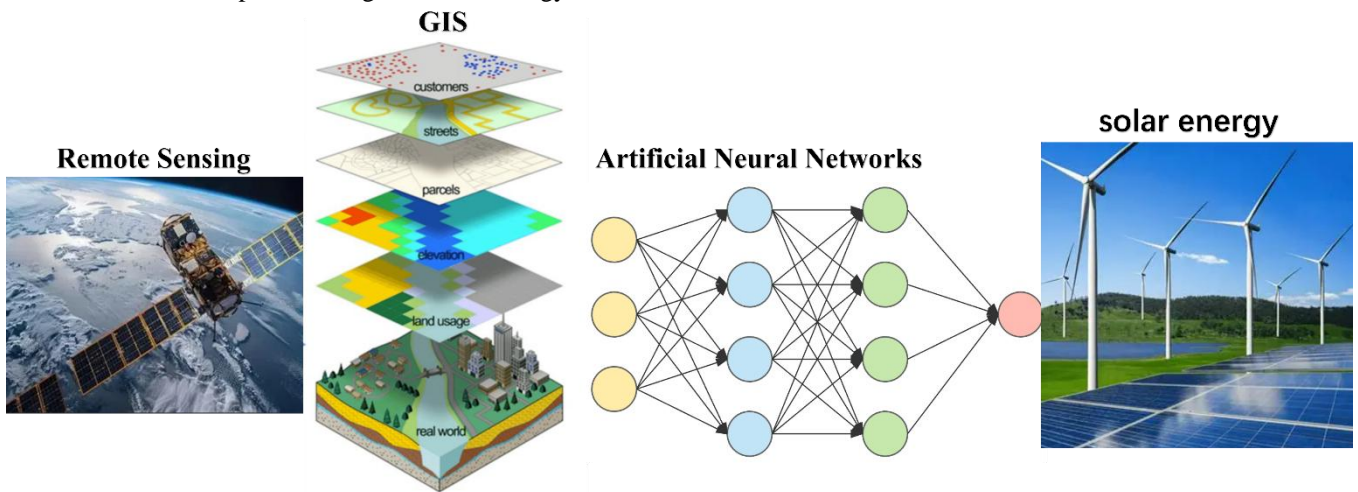 GIS
customers
streets
parcels
elevation
land usage
real world
Remote Sensing
Artificial Neural Networks
solar energy